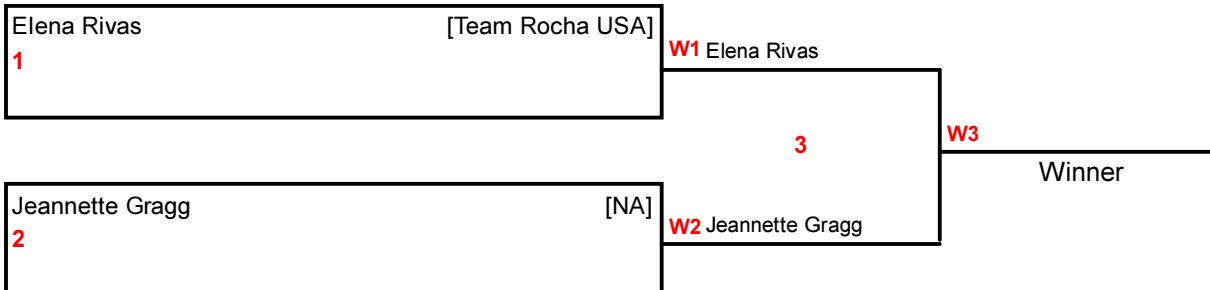 Elena Rivas [Team Rocha USA]
1
W1 Elena Rivas
3
W3
Winner
Jeannette Gragg [NA]
2
W2 Jeannette Gragg